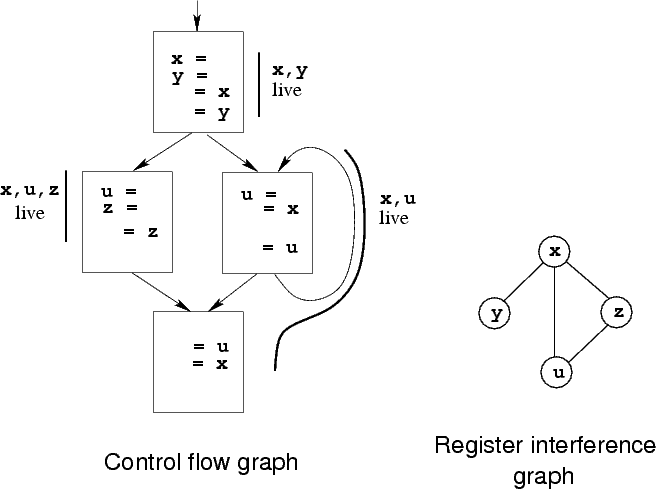 x =
y =
= x
= y
x,y
live
x,u,z
live
u =
z =
= z
u =
= x
= u
x,u
live
= u
= x
x
y
z
u
Control flow graph
Register interference
graph